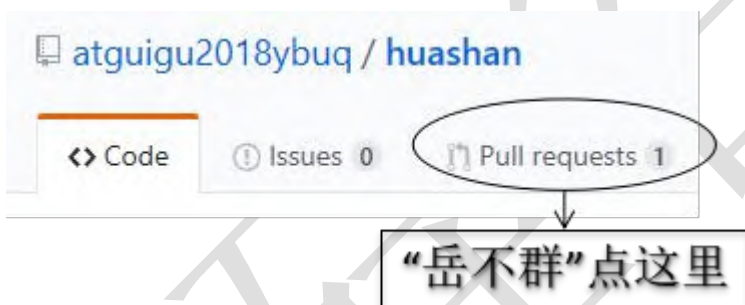 atguigu2018ybuq / huashan
<> Code Issues 0 Pull requests 1
“岳不群”点这里